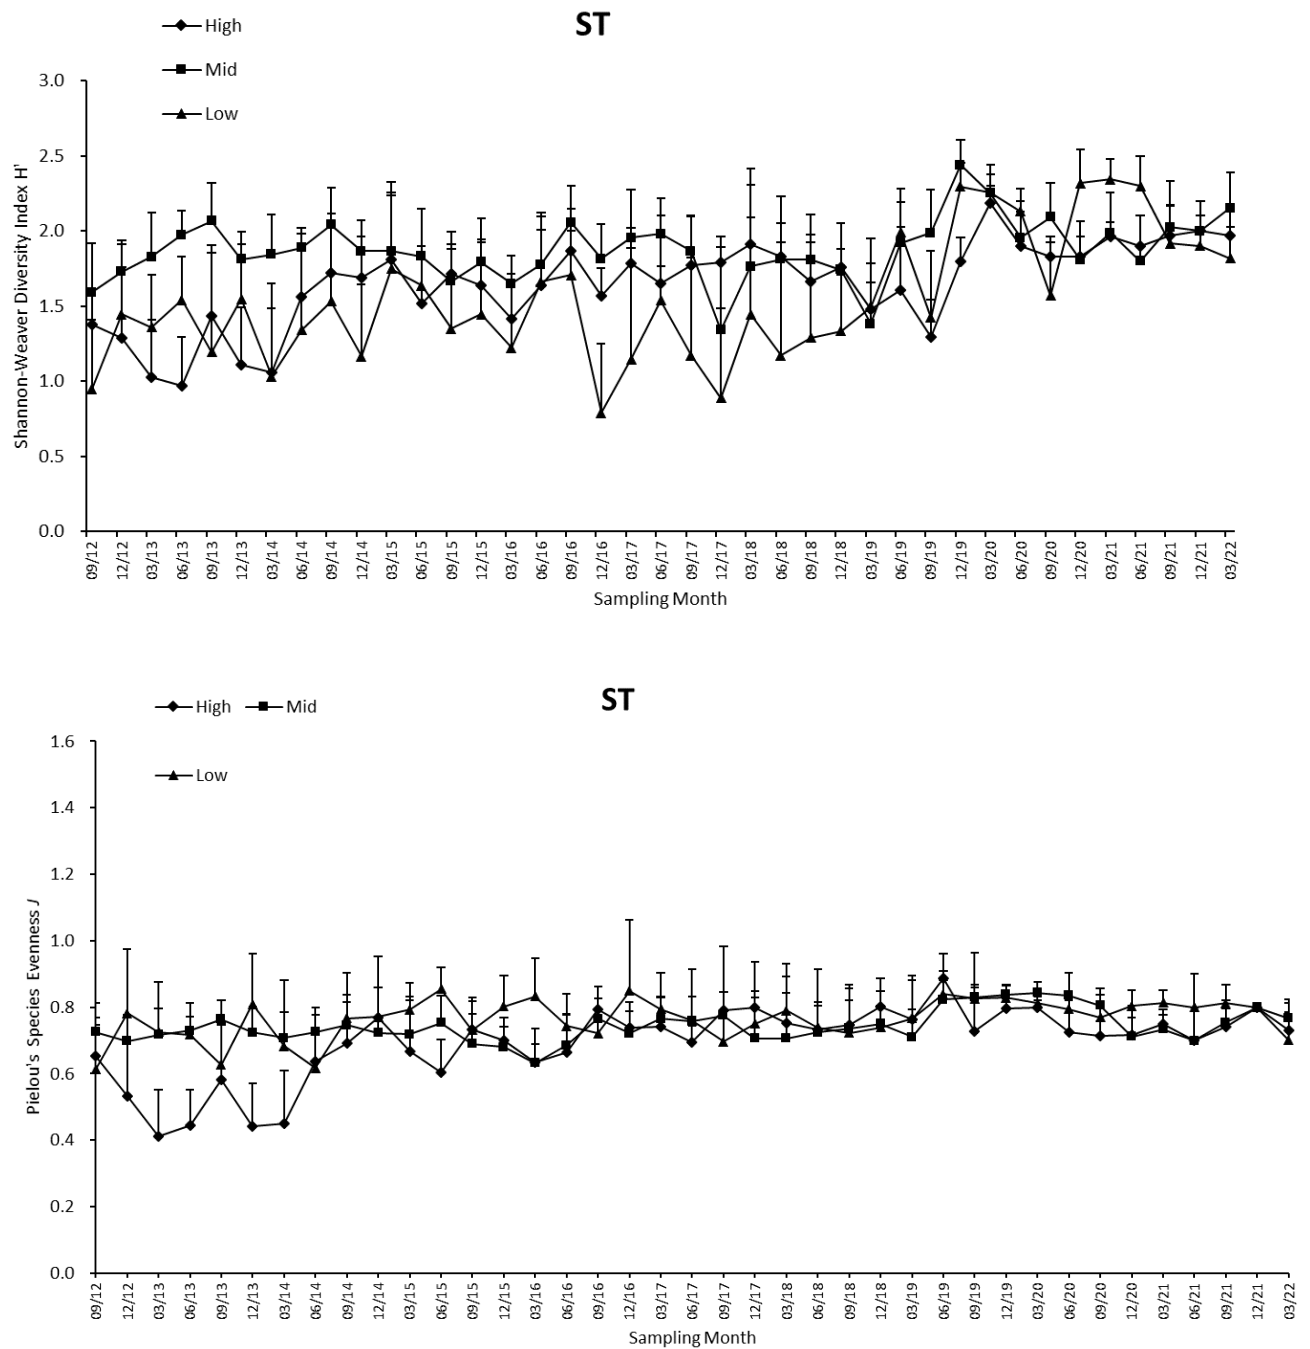 ST
High
Mid
Low
3.0
2.5
2.0
1.5
1.0
0.5
0.0
Shannon-Weaver Diversity Index H'
09/12 12/12 03/13 06/13 09/13 12/13 03/14 06/14 09/14 12/14 03/15 06/15 09/15 12/15 03/16 06/16 09/16 12/16 03/17 06/17 09/17 12/17 03/18 06/18 09/18 12/18 03/19 06/19 09/19 12/19 03/20 06/20 09/20 12/20 03/21 06/21 09/21 12/21 03/22
Sampling Month
ST
High Mid
Low
1.6
1.4
1.2
1.0
0.8
0.6
0.4
0.2
0.0
Pielou's Species Evenness J
09/12 12/12 03/13 06/13 09/13 12/13 03/14 06/14 09/14 12/14 03/15 06/15 09/15 12/15 03/16 06/16 09/16 12/16 03/17 06/17 09/17 12/17 03/18 06/18 09/18 12/18 03/19 06/19 09/19 12/19 03/20 06/20 09/20 12/20 03/21 06/21 09/21 12/21 03/22
Sampling Month